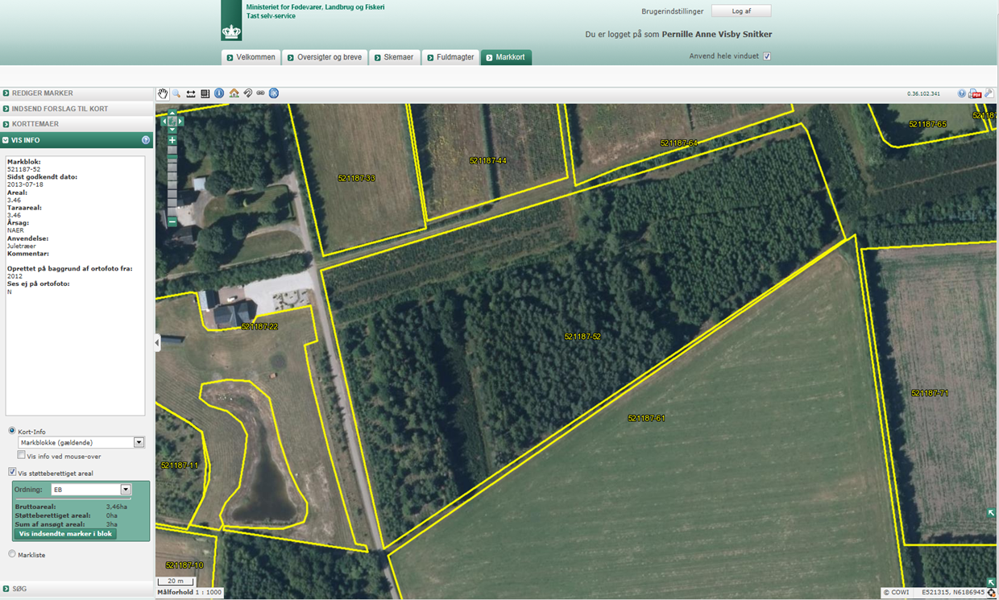 Ministeriet for Fødevarer, Landbrug og Fiskeri
Tast selv-service
Brugerindstillinger
Log af
Du er logget på som Pernille Anne Visby Snitker
Velkommen
Oversigter og breve
Skemaer
Fuldmagter
Markkort
Anvend hele vinduet
REDIGER MARKER
INDSEND FORSLAG TIL KORT
KORTTEMAER
VIS INFO
0.36.102.341
Markblok:
521187-52
Sidst godkendt dato:
2013-07-18
Areal:
3.46
Taraareal:
3.46
Årsag:
NAER
Anvendelse:
Juletræer
Kommentar:
Oprettet på baggrund af ortofoto fra:
2012
Ses ej på ortofoto:
N
Kort-Info
Markblokke (gældende)
Vis info ved mouse-over
Vis støtteberettiget areal
Ordning:
EB
Bruttoareal: 3,46ha
Støtteberettiget areal: 0ha
Sum af ansøgt areal: 3ha
Vis indsendte marker i blok
Markliste
SØG
521187-33
521187-44
521187-64
521187-65
521187
521187-22
521187-52
521187-61
521187-71
521187-11
521187-10
20 m
Målforhold 1 : 1000
© COWI
E521315, N6186945